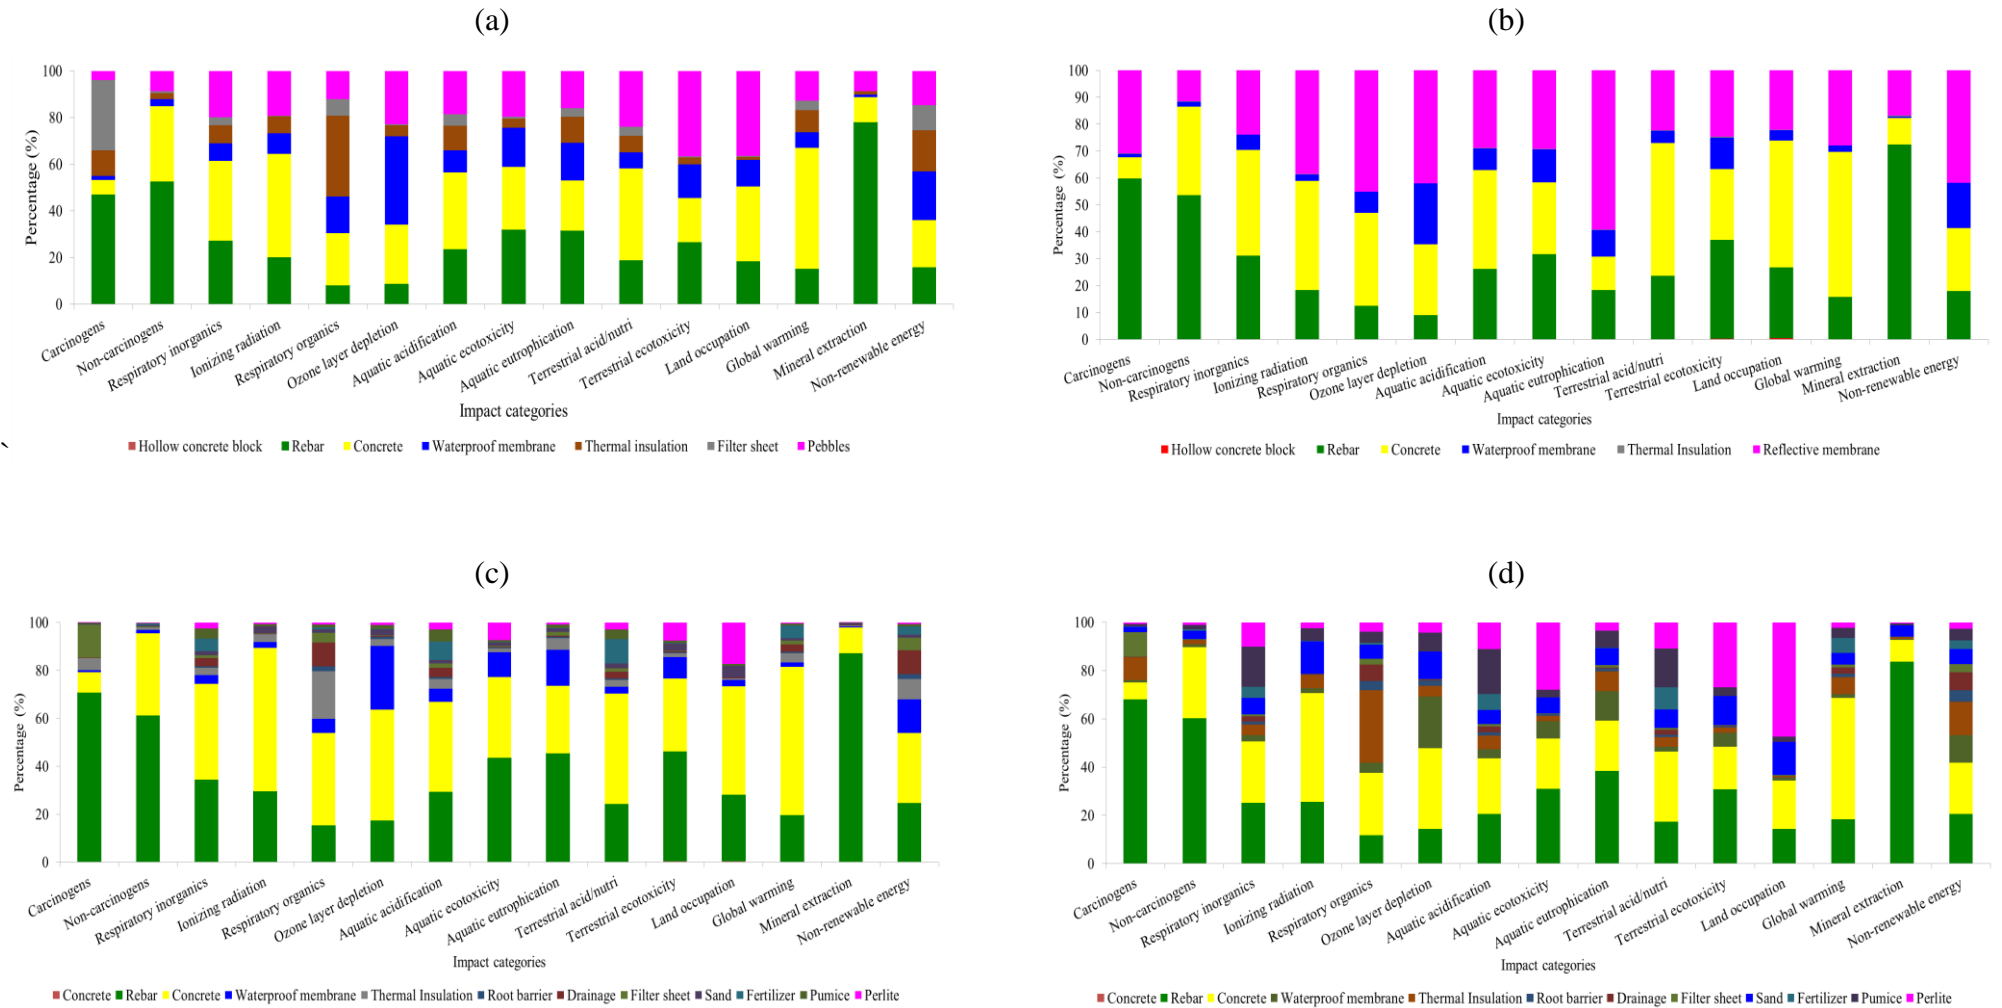 (a)
Percentage (%)
100
80
60
40
20
0
Carcinogens
Non-carcinogens
Respiratory inorganics
Ionizing radiation
Respiratory organics
Ozone layer depletion
Aquatic acidification
Aquatic ecotoxicity
Aquatic eutrophication
Terrestrial acid/nutri
Terrestrial ecotoxicity
Land occupation
Global warming
Mineral extraction
Non-renewable energy
Impact categories
Hollow concrete block Rebar Concrete Waterproof membrane Thermal insulation Filter sheet Pebbles
`
(b)
Percentage (%)
100
90
80
70
60
50
40
30
20
10
0
Carcinogens
Non-carcinogens
Respiratory inorganics
Ionizing radiation
Respiratory organics
Ozone layer depletion
Aquatic acidification
Aquatic ecotoxicity
Aquatic eutrophication
Terrestrial acid/nutri
Terrestrial ecotoxicity
Land occupation
Global warming
Mineral extraction
Non-renewable energy
Impact categories
Hollow concrete block Rebar Concrete Waterproof membrane Thermal Insulation Reflective membrane
(c)
Percentage (%)
100
80
60
40
20
0
Carcinogens
Non-carcinogens
Respiratory inorganics
Ionizing radiation
Respiratory organics
Ozone layer depletion
Aquatic acidification
Aquatic ecotoxicity
Aquatic eutrophication
Terrestrial acid/nutri
Terrestrial ecotoxicity
Land occupation
Global warming
Mineral extraction
Non-renewable energy
Impact categories
Concrete Rebar Concrete Waterproof membrane Thermal Insulation Root barrier Drainage Filter sheet Sand Fertilizer Pumice Perlite
(d)
Percentage (%)
100
80
60
40
20
0
Carcinogens
Non-carcinogens
Respiratory inorganics
Ionizing radiation
Respiratory organics
Ozone layer depletion
Aquatic acidification
Aquatic ecotoxicity
Aquatic eutrophication
Terrestrial acid/nutri
Terrestrial ecotoxicity
Land occupation
Global warming
Mineral extraction
Non-renewable energy
Impact categories
Concrete Rebar Concrete Waterproof membrane Thermal Insulation Root barrier Drainage Filter sheet Sand Fertilizer Pumice Perlite